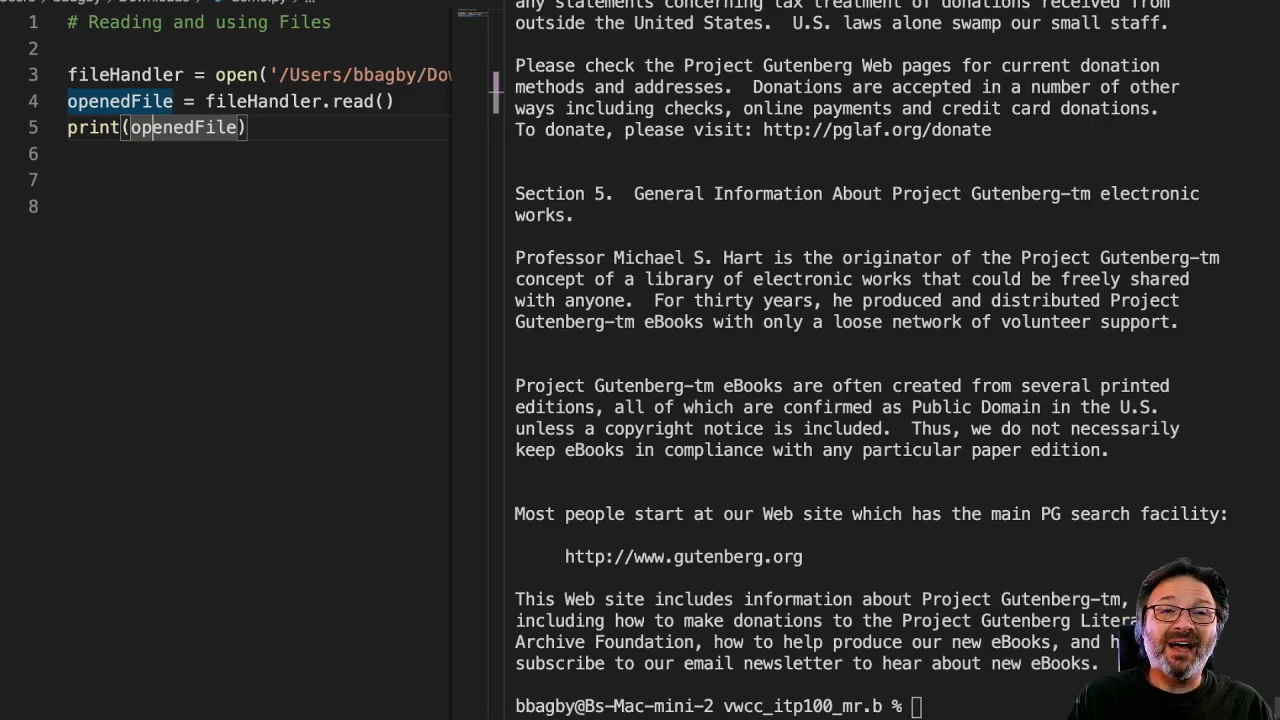 1 # Reading and using Files
2
3 fileHandler = open('/Users/bbagby/Dow
4 openedFile = fileHandler.read()
5 print(openedFile)
6
7
8
any statements concerning tax treatment of donations received from
outside the United States.  U.S. laws alone swamp our small staff.
Please check the Project Gutenberg Web pages for current donation
methods and addresses.  Donations are accepted in a number of other
ways including checks, online payments and credit card donations.
To donate, please visit: http://pglaf.org/donate
Section 5.  General Information About Project Gutenberg-tm electronic
works.
Professor Michael S. Hart is the originator of the Project Gutenberg-tm
concept of a library of electronic works that could be freely shared
with anyone.  For thirty years, he produced and distributed Project
Gutenberg-tm eBooks with only a loose network of volunteer support.
Project Gutenberg-tm eBooks are often created from several printed
editions, all of which are confirmed as Public Domain in the U.S.
unless a copyright notice is included.  Thus, we do not necessarily
keep eBooks in compliance with any particular paper edition.
Most people start at our Web site which has the main PG search facility:
http://www.gutenberg.org
This Web site includes information about Project Gutenberg-tm,
including how to make donations to the Project Gutenberg Litera
Archive Foundation, how to help produce our new eBooks, and h
subscribe to our email newsletter to hear about new eBooks.
bbagby@Bs-Mac-mini-2 vwcc_itp100_mr.b %